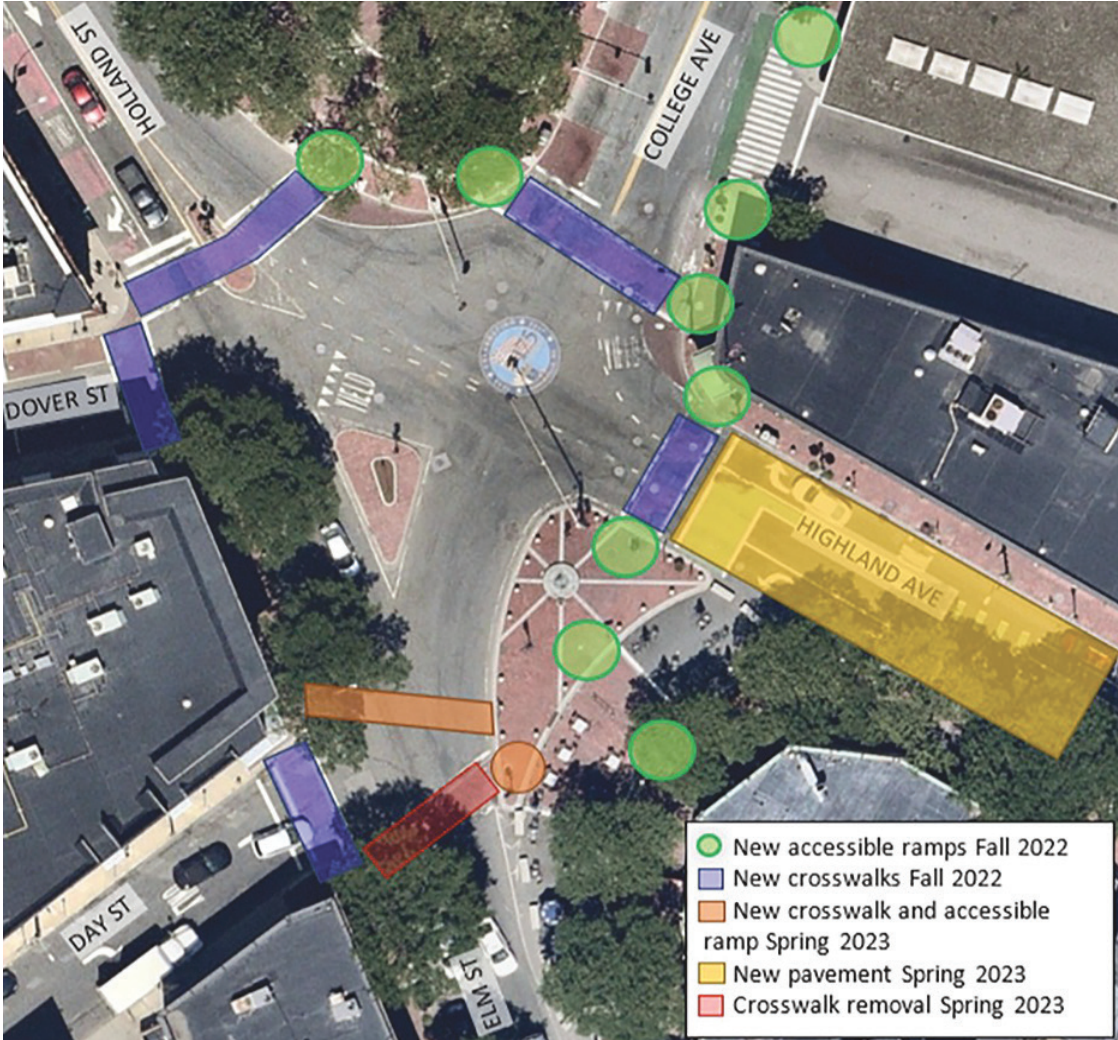 HOLLAND ST
COLLEGE AVE
DOVER ST
YIELD
HIGHLAND AVE
DAY ST
ELM ST
New accessible ramps Fall 2022
New crosswalks Fall 2022
New crosswalk and accessible
ramp Spring 2023
New pavement Spring 2023
Crosswalk removal Spring 2023